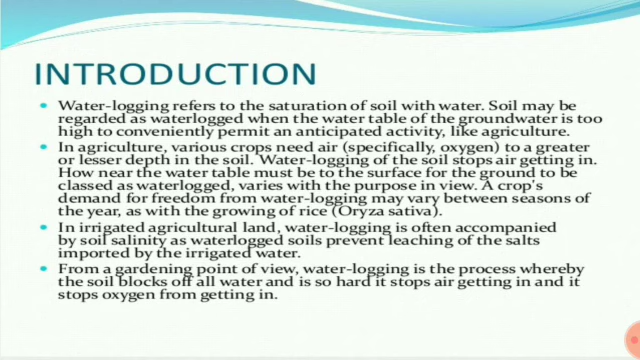 INTRODUCTION
• Water-logging refers to the saturation of soil with water. Soil may be
regarded as waterlogged when the water table of the groundwater is too
high to conveniently permit an anticipated activity, like agriculture.
• In agriculture, various crops need air (specifically, oxygen) to a greater
or lesser depth in the soil. Water-logging of the soil stops air getting in.
How near the water table must be to the surface for the ground to be
classed as waterlogged, varies with the purpose in view. A crop's
demand for freedom from water-logging may vary between seasons of
the year, as with the growing of rice (Oryza sativa).
• In irrigated agricultural land, water-logging is often accompanied
by soil salinity as waterlogged soils prevent leaching of the salts
imported by the irrigated water.
• From a gardening point of view, water-logging is the process whereby
the soil blocks off all water and is so hard it stops air getting in and it
stops oxygen from getting in.